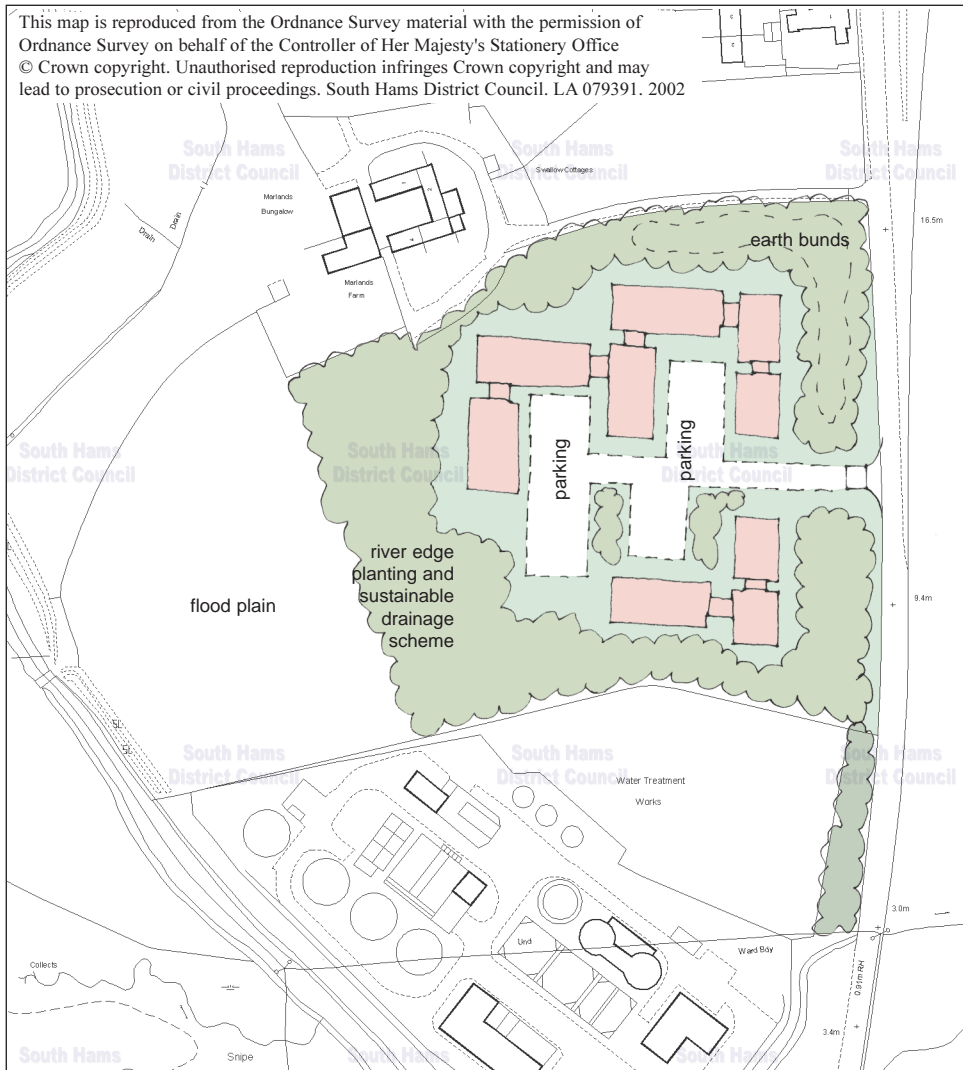 This map is reproduced from the Ordnance Survey material with the permission of
Ordnance Survey on behalf of the Controller of Her Majesty's Stationery Office
© Crown copyright. Unauthorised reproduction infringes Crown copyright and may
lead to prosecution or civil proceedings. South Hams District Council. LA 079391. 2002
South Hams
District Council
South Hams
District Council
South Hams
District Council
Swallow Cottages
Marlands
Bungalow
1
2
4
Drain
Drain
16.5m
earth bunds
Marlands
Farm
South Hams
District Council
South Hams
District Council
South Hams
District Council
parking
parking
river edge
planting and
sustainable
drainage
scheme
flood plain
9.4m
SL
SL
South Hams
District Council
South Hams
District Council
South Hams
District Council
Water Treatment
Works
3.0m
Und
Ward Bdy
Collects
0.91m RH
3.4m
South Hams
Snipe
South Hams
South Hams